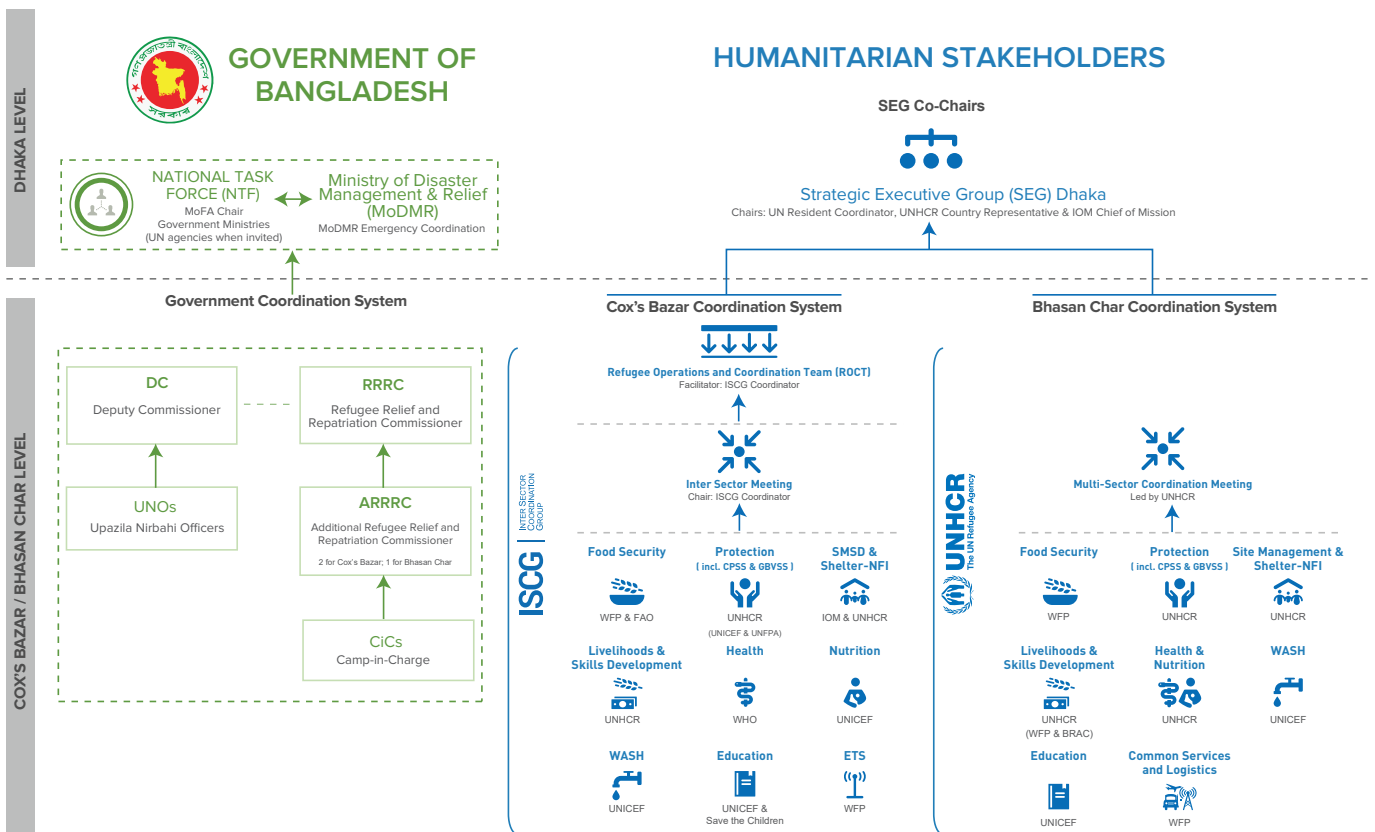 DHAKA LEVEL
গণপ্রজাতন্ত্রী বাংলাদেশ
সরকার
GOVERNMENT OF
BANGLADESH
NATIONAL TASK
FORCE (NTF)
MoFA Chair
Government Ministries
(UN agencies when invited)
Ministry of Disaster
Management & Relief
(MoDMR)
MoDMR Emergency Coordination
HUMANITARIAN STAKEHOLDERS
SEG Co-Chairs
Strategic Executive Group (SEG) Dhaka
Chairs: UN Resident Coordinator, UNHCR Country Representative & IOM Chief of Mission
COX'S BAZAR / BHASAN CHAR LEVEL
Government Coordination System
DC
Deputy Commissioner
RRRC
Refugee Relief and
Repatriation Commissioner
UNOs
Upazila Nirbahi Officers
ARRRC
Additional Refugee Relief and
Repatriation Commissioner
2 for Cox's Bazar; 1 for Bhasan Char
CiCs
Camp-in-Charge
Cox's Bazar Coordination System
Refugee Operations and Coordination Team (ROCT)
Facilitator: ISCG Coordinator
Inter Sector Meeting
Chair: ISCG Coordinator
ISCG
INTER SECTOR
COORDINATION
GROUP
Food Security
WFP & FAO
Protection
( incl. CPSS & GBVSS )
UNHCR
(UNICEF & UNFPA)
SMSD &
Shelter-NFI
IOM & UNHCR
Livelihoods &
Skills Development
UNHCR
Health
WHO
Nutrition
UNICEF
WASH
UNICEF
Education
UNICEF &
Save the Children
ETS
WFP
Bhasan Char Coordination System
Multi-Sector Coordination Meeting
Led by UNHCR
UNHCR
The UN Refugee Agency
Food Security
WFP
Protection
( incl. CPSS & GBVSS )
UNHCR
Site Management &
Shelter-NFI
UNHCR
Livelihoods &
Skills Development
UNHCR
(WFP & BRAC)
Health &
Nutrition
UNHCR
WASH
UNICEF
Education
UNICEF
Common Services
and Logistics
WFP